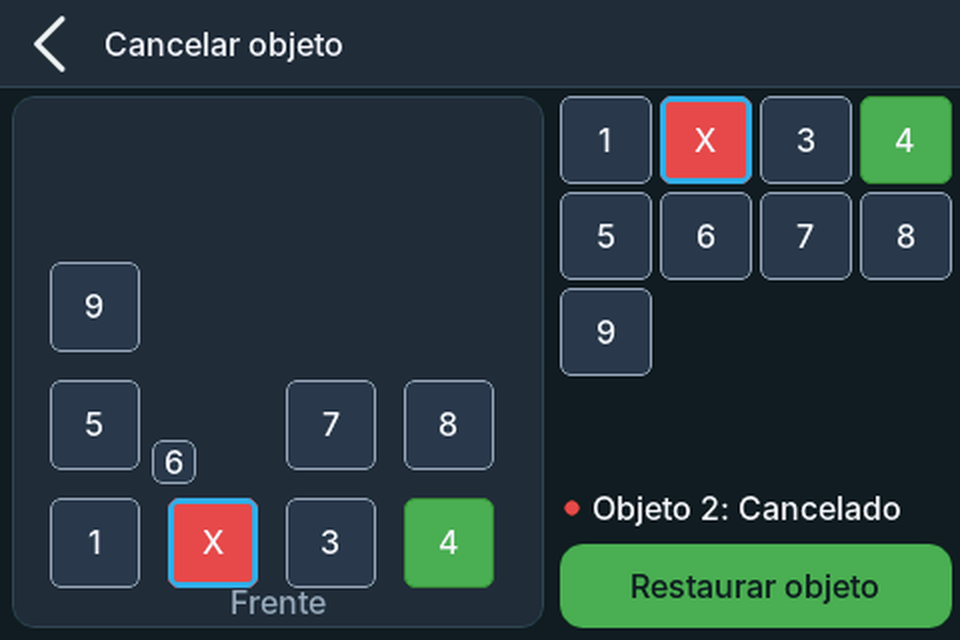 Cancelar objeto
9
5
6
7
8
1
X
3
4
Frente
1 X 3 4
5 6 7 8
9
Objeto 2: Cancelado
Restaurar objeto